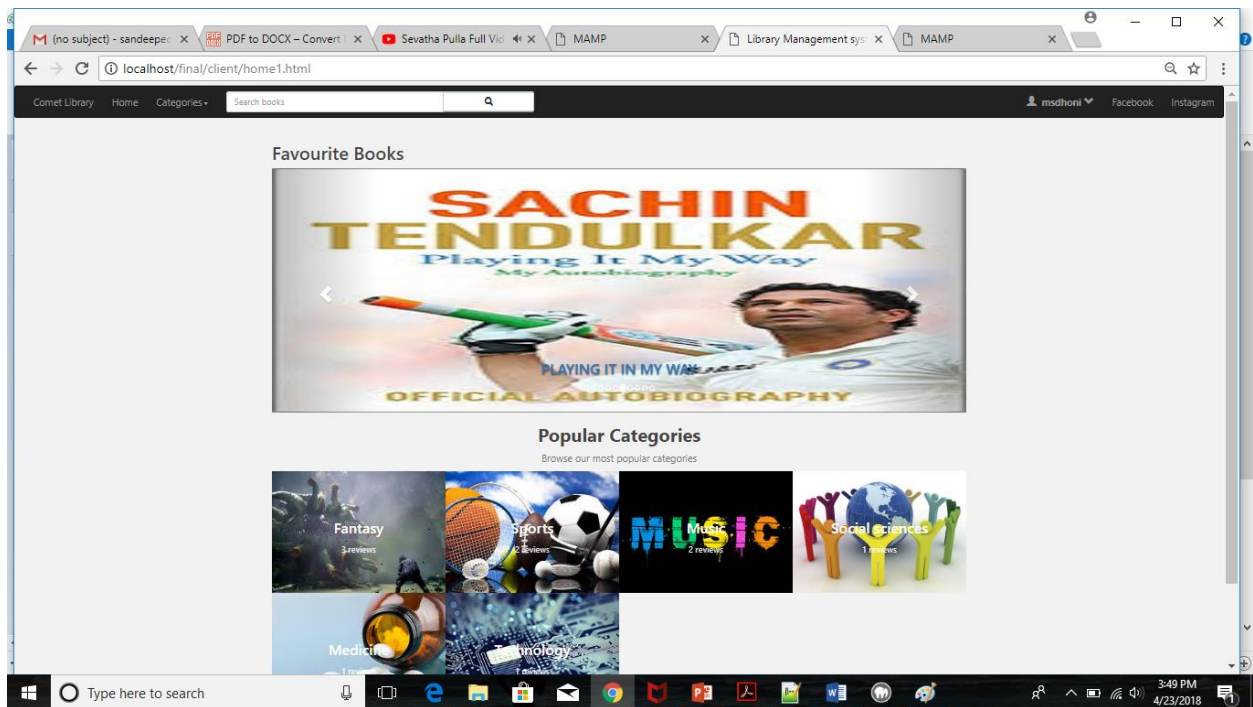 (no subject) - sandeepec
PDF to DOCX – Convert
Sevatha Pulla Full Vid
MAMP
Library Management sys
MAMP
localhost/final/client/home1.html
Comet Library Home Categories Search books msdhoni Facebook Instagram
Favourite Books
SACHIN
TENDULKAR
Playing It My Way
My Autobiography
PLAYING IT IN MY WAY
OFFICIAL AUTOBIOGRAPHY
Popular Categories
Browse our most popular categories
Fantasy
3 reviews
Sports
2 reviews
MUSIC
Music
2 reviews
Social sciences
1 reviews
Medicine
1 reviews
Technology
1 reviews
Type here to search
3:49 PM
4/23/2018